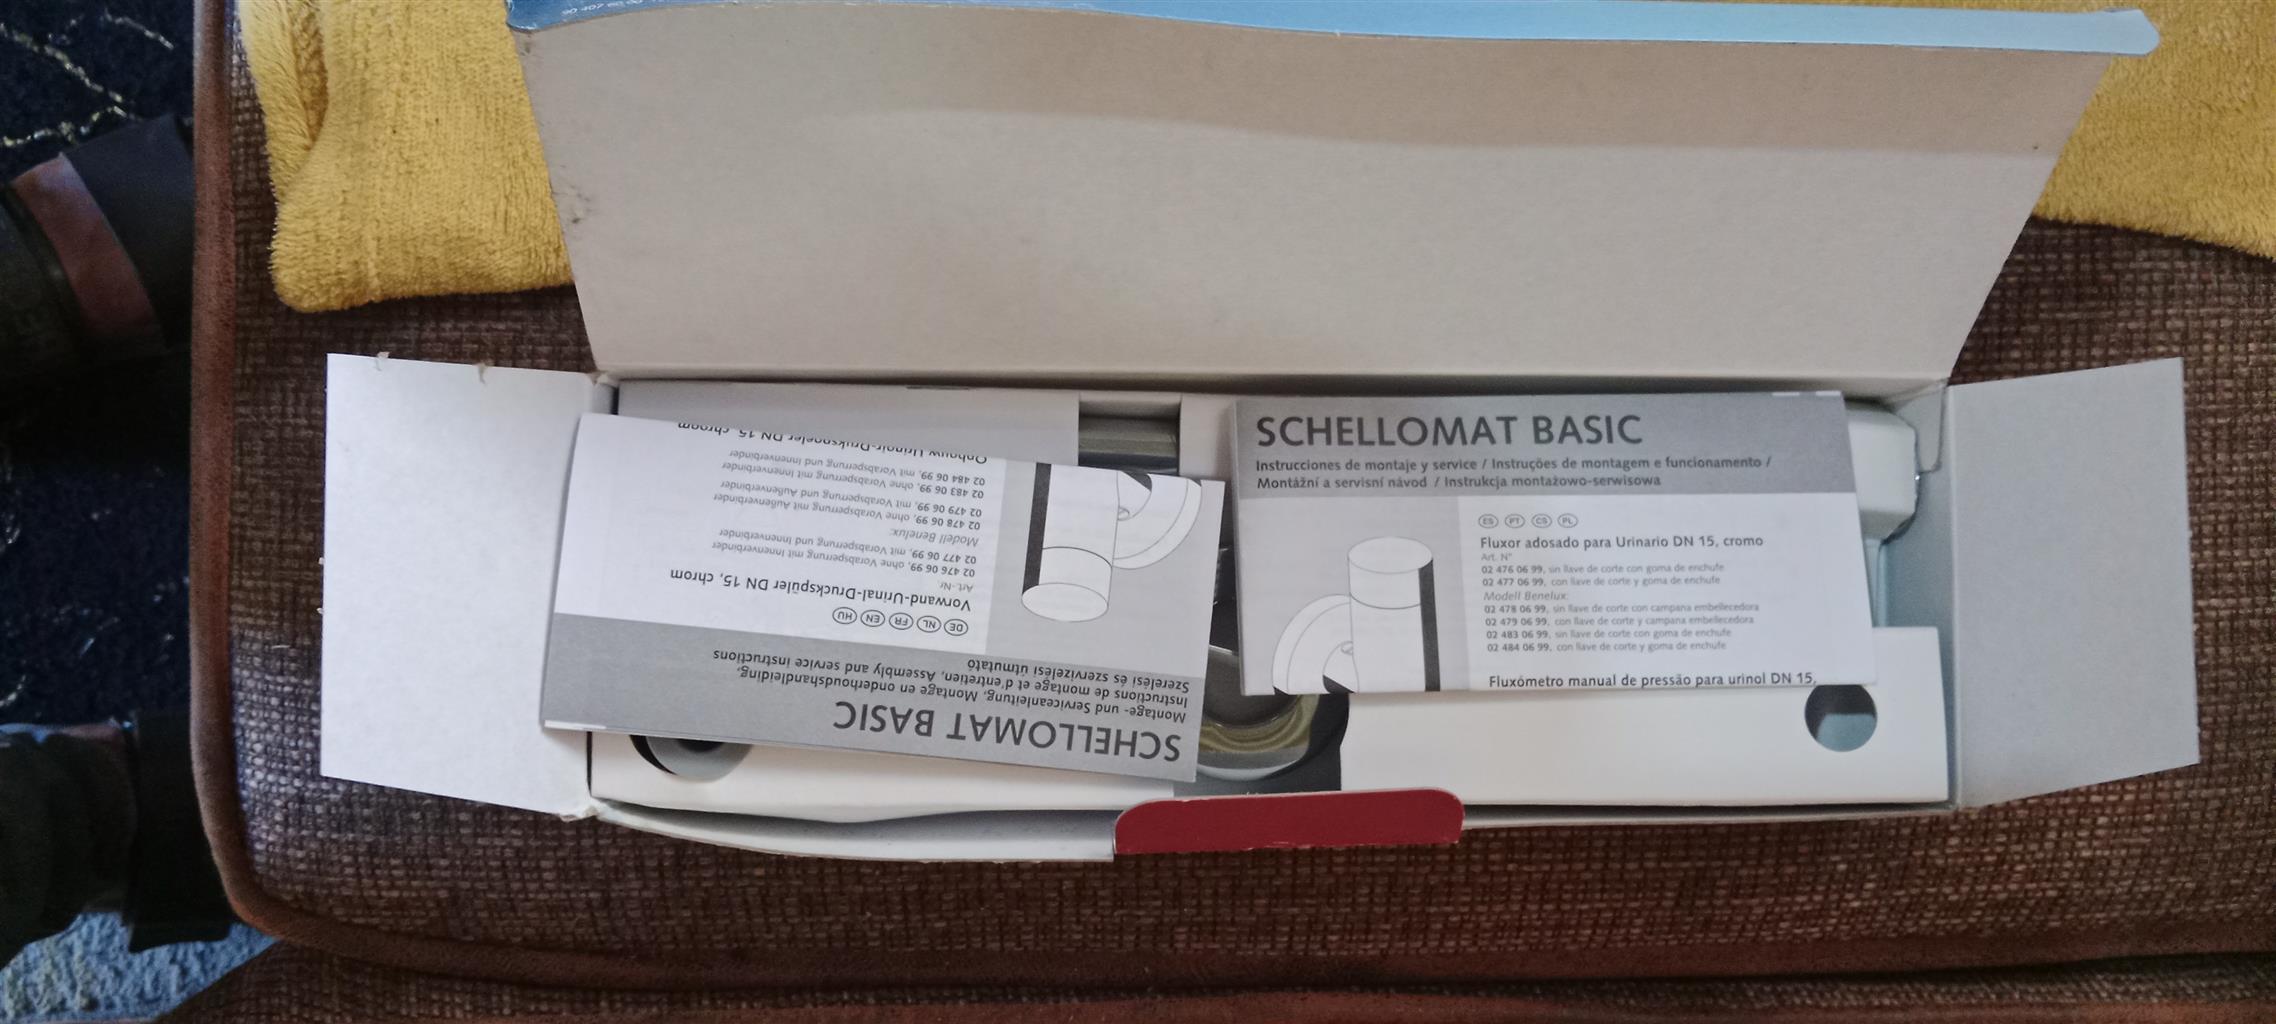 SCHELLOMAT BASIC
Instrucciones de montaje y service / Instruções de montagem e funcionamento /
Montážní a servisní návod / Instrukcja montażowo-serwisowa
ES PT CS PL
Fluxor adosado para Urinario DN 15, cromo
Art. N°
02 476 06 99, sin llave de corte con goma de enchufe
02 477 06 99, con llave de corte y goma de enchufe
Modell Benelux:
02 478 06 99, sin llave de corte con campana embellecedora
02 479 06 99, con llave de corte y campana embellecedora
02 483 06 99, sin llave de corte con goma de enchufe
02 484 06 99, con llave de corte y goma de enchufe
Fluxómetro manual de pressão para urinol DN 15,
SCHELLOMAT BASIC
Montage- und Serviceanleitung, Montage en onderhoudshandleiding,
Instructions de montage et d'entretien, Assembly and service instructions
Szerelési és szervizelési útmutató
DE NL FR EN HU
Vorwand-Urinal-Druckspüler DN 15, chrom
Art.-Nr.
02 476 06 99, ohne Vorabsperrung mit Innenverbinder
02 477 06 99, mit Vorabsperrung und Innenverbinder
Modell Benelux:
02 478 06 99, ohne Vorabsperrung mit Außenverbinder
02 479 06 99, mit Vorabsperrung und Außenverbinder
02 483 06 99, ohne Vorabsperrung mit Innenverbinder
02 484 06 99, mit Vorabsperrung und Innenverbinder
Opbouw Urinoir-Drukspoeler DN 15, chroom